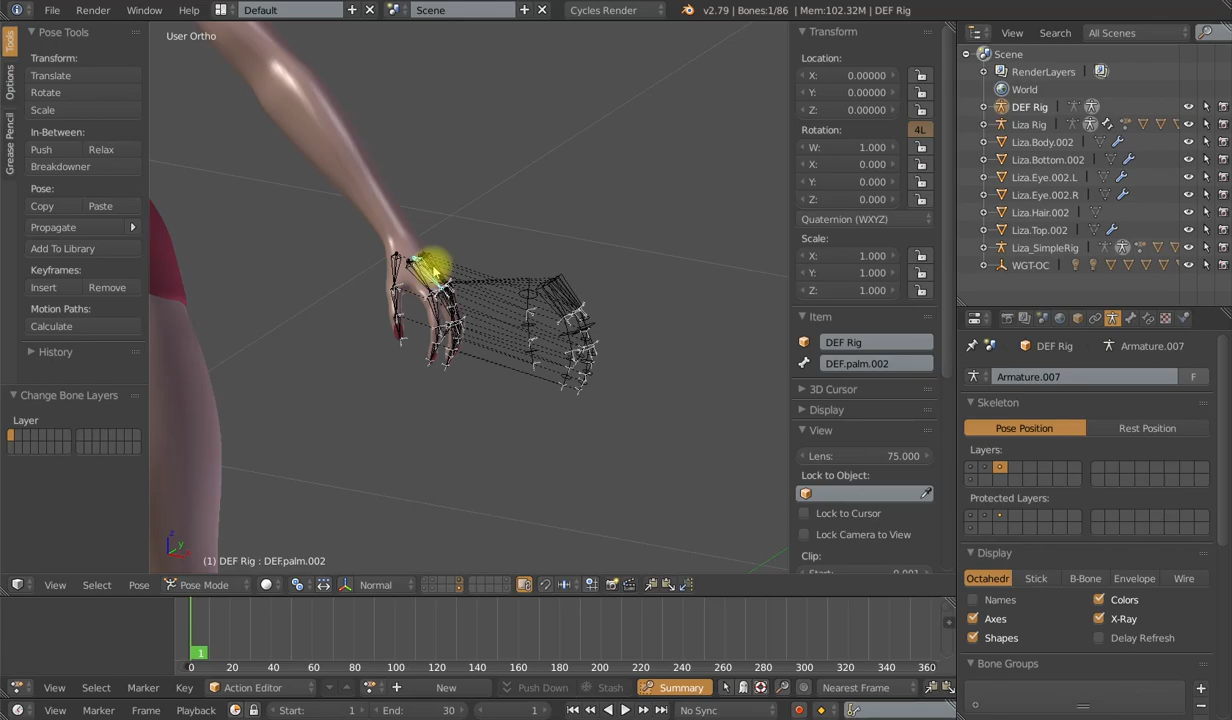 File Render Window Help Default Scene Cycles Render v2.79 | Bones:1/86 | Mem:102.32M | DEF Rig
Tools
Options
Grease Pencil
Pose Tools
Transform:
Translate
Rotate
Scale
In-Between:
Push Relax
Breakdowner
Pose:
Copy Paste
Propagate
Add To Library
Keyframes:
Insert Remove
Motion Paths:
Calculate
History
Change Bone Layers
Layer
User Ortho
(1) DEF Rig : DEF.palm.002
View Select Pose Pose Mode Normal
Transform
Location:
X: 0.00000
Y: 0.00000
Z: 0.00000
Rotation: 4L
W: 1.000
X: 0.000
Y: 0.000
Z: 0.000
Quaternion (WXYZ)
Scale:
X: 1.000
Y: 1.000
Z: 1.000
Item
DEF Rig
DEF.palm.002
3D Cursor
Display
View
Lens: 75.000
Lock to Object:
Lock to Cursor
Lock Camera to View
Clip:
View Search All Scenes
Scene
RenderLayers
World
DEF Rig
Liza Rig
Liza.Body.002
Liza.Bottom.002
Liza.Eye.002.L
Liza.Eye.002.R
Liza.Hair.002
Liza.Top.002
Liza_SimpleRig
WGT-OC
DEF Rig Armature.007
Armature.007 F
Skeleton
Pose Position Rest Position
Layers:
Protected Layers:
Display
Octahedr Stick B-Bone Envelope Wire
Names Colors
Axes X-Ray
Shapes Delay Refresh
Bone Groups
1
0 20 40 60 80 100 120 140 160 180 200 220 240 260 280 300 320 340 360
View Select Marker Key Action Editor New Push Down Stash Summary Nearest Frame
View Marker Frame Playback Start: 1 End: 30 1 No Sync